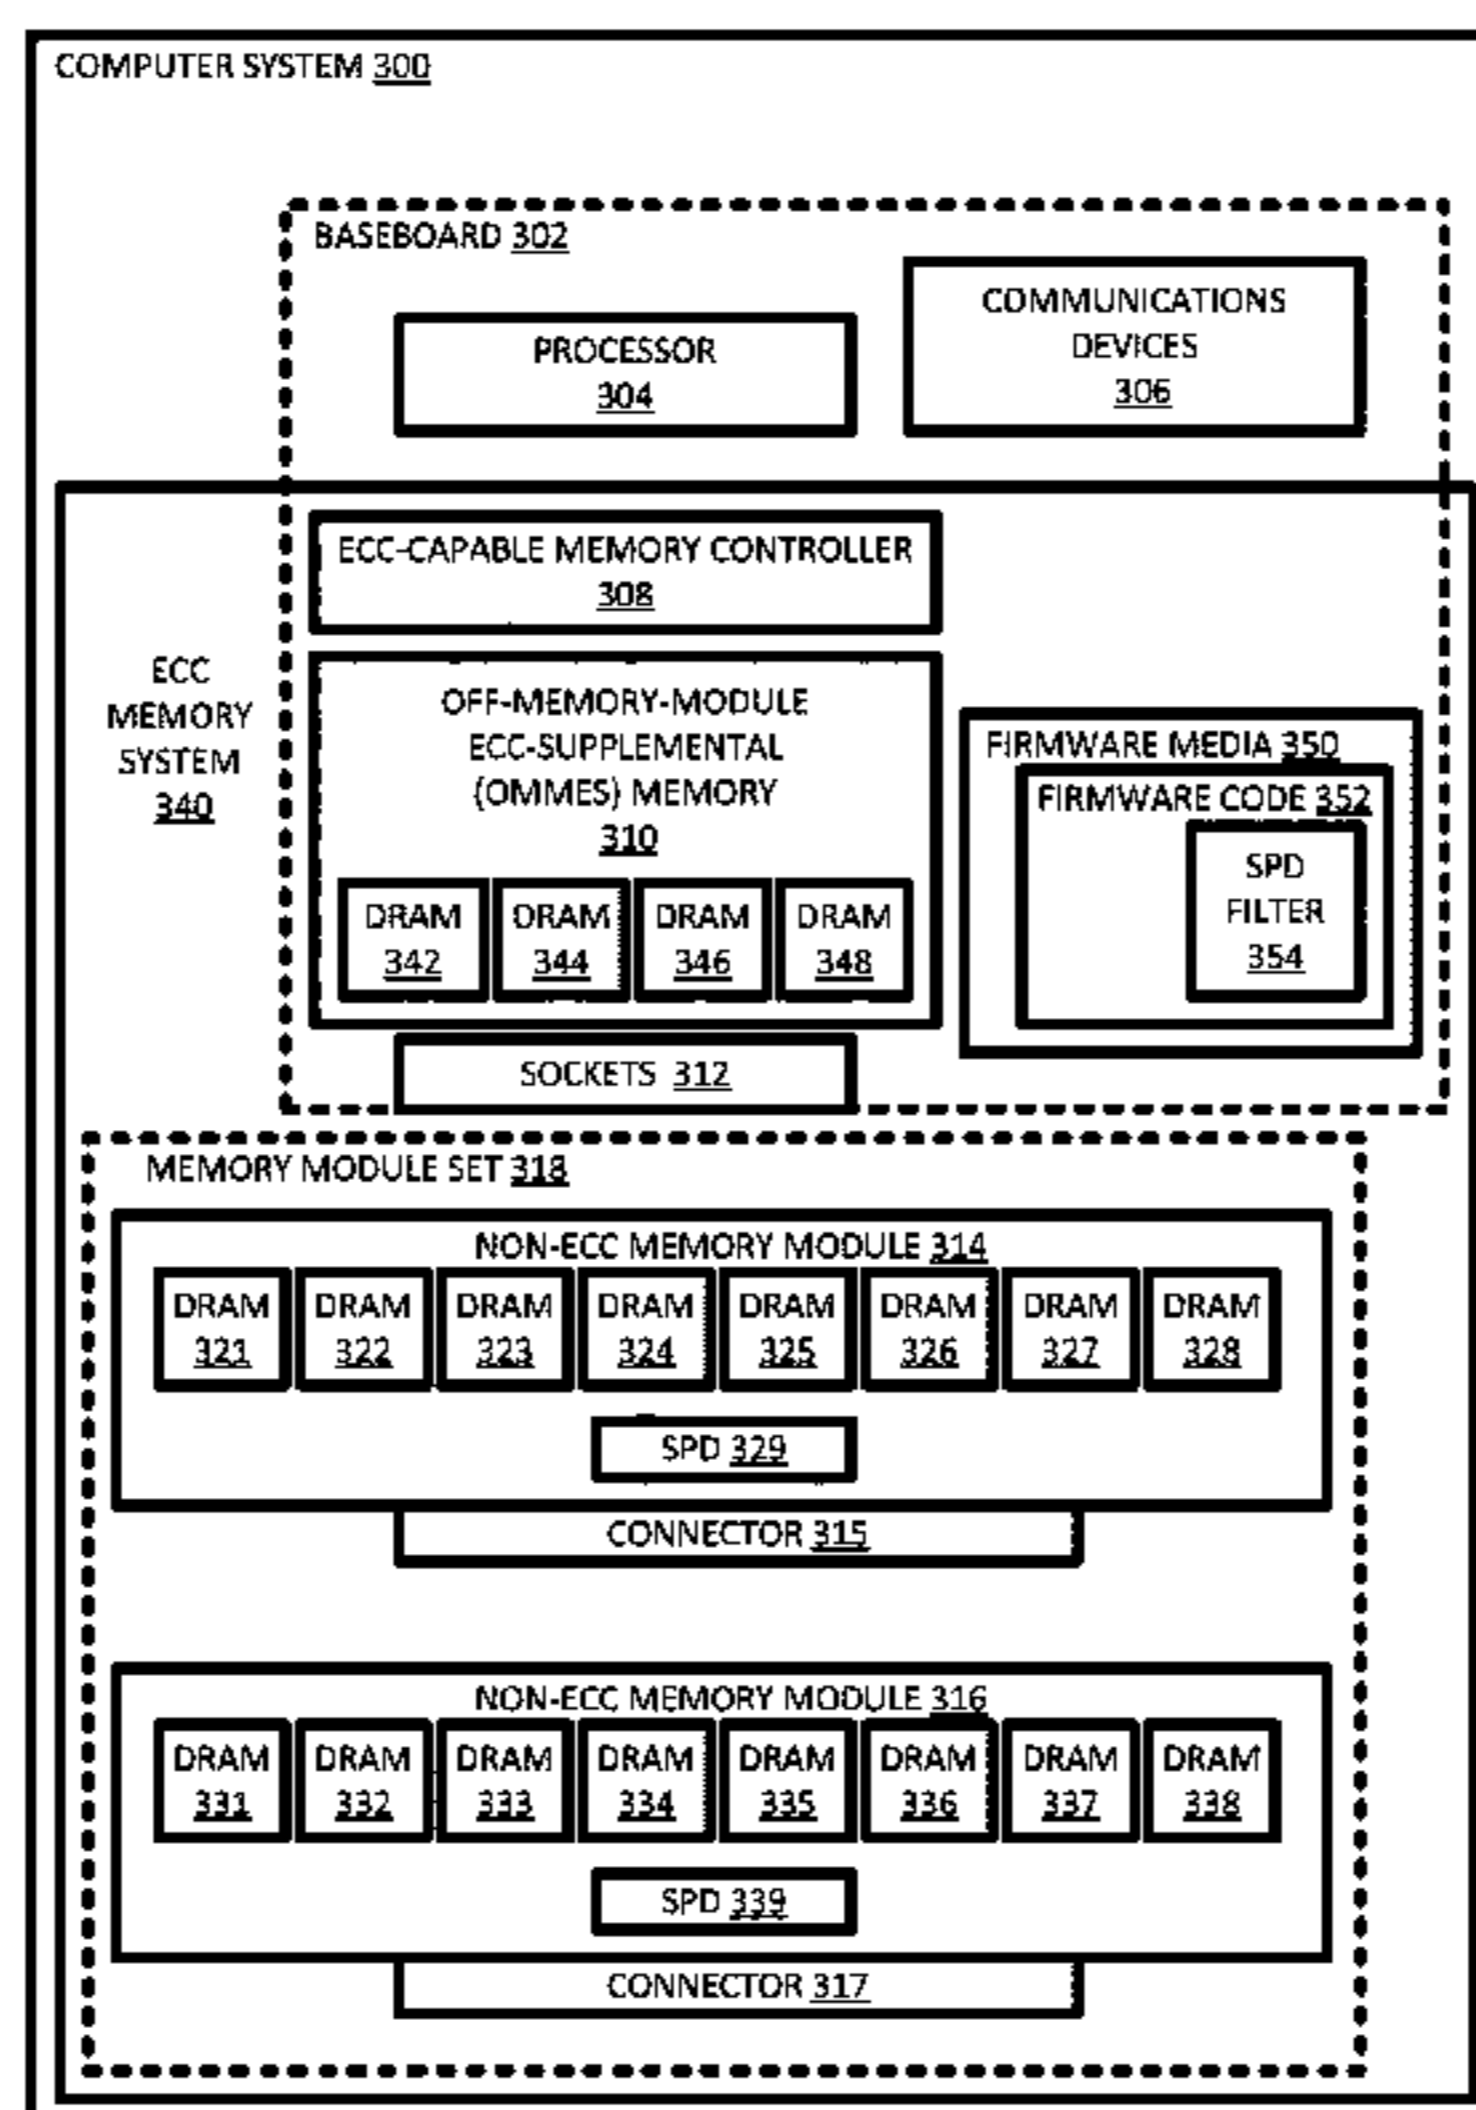 COMPUTER SYSTEM 300
BASEBOARD 302
PROCESSOR
304
COMMUNICATIONS
DEVICES
306
ECC-CAPABLE MEMORY CONTROLLER
308
ECC
MEMORY
SYSTEM
340
OFF-MEMORY-MODULE
ECC-SUPPLEMENTAL
(OMMES) MEMORY
310
DRAM
342
DRAM
344
DRAM
346
DRAM
348
FIRMWARE MEDIA 350
FIRMWARE CODE 352
SPD
FILTER
354
SOCKETS 312
MEMORY MODULE SET 318
NON-ECC MEMORY MODULE 314
DRAM
321
DRAM
322
DRAM
323
DRAM
324
DRAM
325
DRAM
326
DRAM
327
DRAM
328
SPD 329
CONNECTOR 315
NON-ECC MEMORY MODULE 316
DRAM
331
DRAM
332
DRAM
333
DRAM
334
DRAM
335
DRAM
336
DRAM
337
DRAM
338
SPD 339
CONNECTOR 317